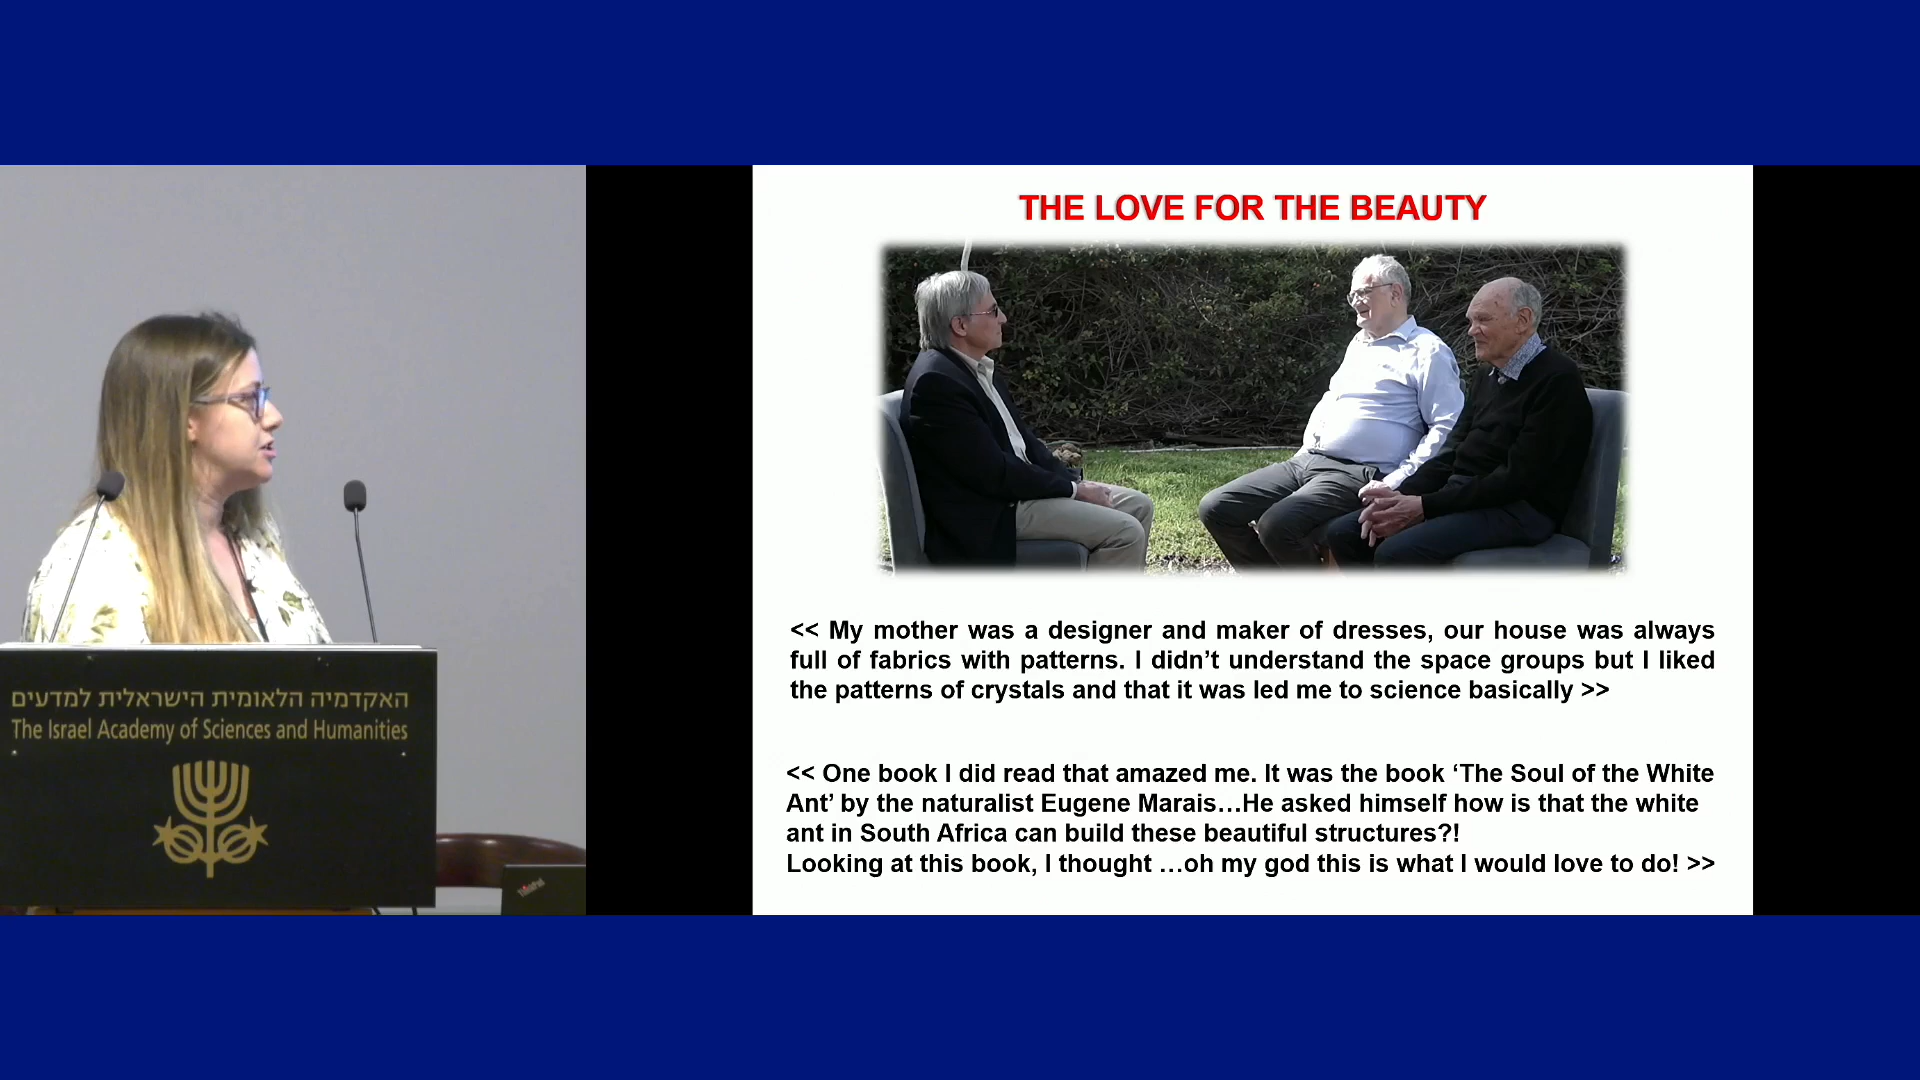 האקדמיה הלאומית הישראלית למדעים
The Israel Academy of Sciences and Humanities
ThinkPad
THE LOVE FOR THE BEAUTY
<< My mother was a designer and maker of dresses, our house was always
full of fabrics with patterns. I didn’t understand the space groups but I liked
the patterns of crystals and that it was led me to science basically >>
<< One book I did read that amazed me. It was the book ‘The Soul of the White
Ant’ by the naturalist Eugene Marais…He asked himself how is that the white
ant in South Africa can build these beautiful structures?!
Looking at this book, I thought …oh my god this is what I would love to do! >>